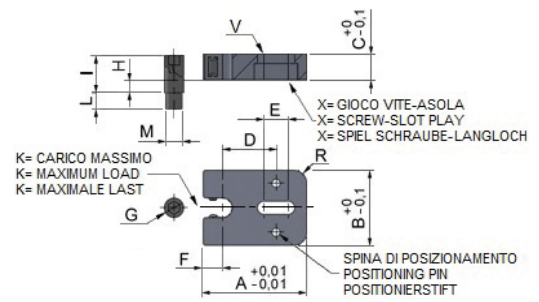 V
C +0 -0,1
H
I
L
M
E
D
X= GIOCO VITE-ASOLA
X= SCREW-SLOT PLAY
X= SPIEL SCHRAUBE-LANGLOCH
K= CARICO MASSIMO
K= MAXIMUM LOAD
K= MAXIMALE LAST
R
G
B +0 -0,1
F
A +0,01 -0,01
SPINA DI POSIZIONAMENTO
POSITIONING PIN
POSITIONIERSTIFT